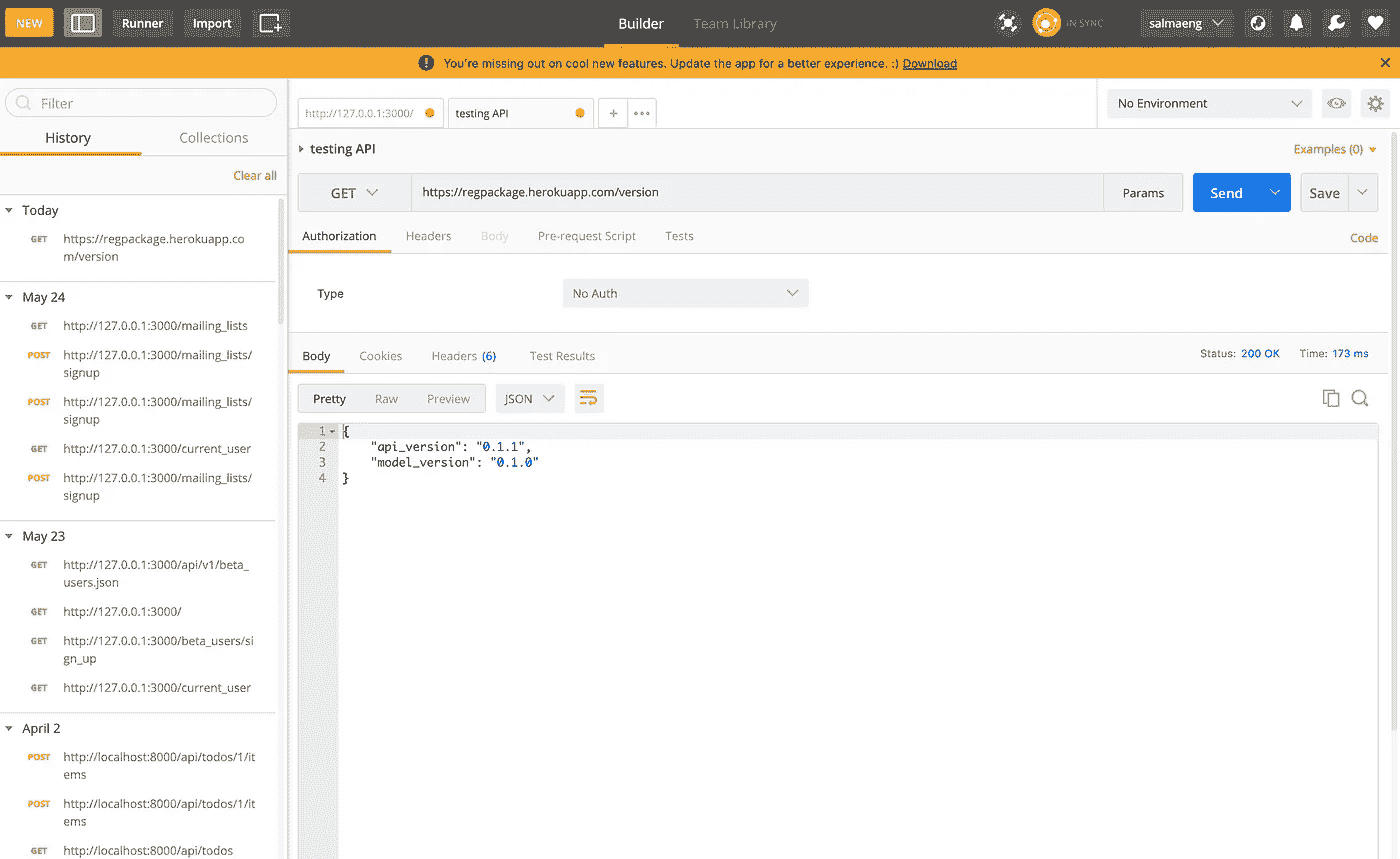 NEW
Runner
Import
Builder
Team Library
IN SYNC
salmaeng
You're missing out on cool new features. Update the app for a better experience. :) Download
Filter
History
Collections
Clear all
Today
GET https://regpackage.herokuapp.co
m/version
May 24
GET http://127.0.0.1:3000/mailing_lists
POST http://127.0.0.1:3000/mailing_lists/
signup
POST http://127.0.0.1:3000/mailing_lists/
signup
GET http://127.0.0.1:3000/current_user
POST http://127.0.0.1:3000/mailing_lists/
signup
May 23
GET http://127.0.0.1:3000/api/v1/beta_
users.json
GET http://127.0.0.1:3000/
GET http://127.0.0.1:3000/beta_users/si
gn_up
GET http://127.0.0.1:3000/current_user
April 2
POST http://localhost:8000/api/todos/1/it
ems
POST http://localhost:8000/api/todos/1/it
ems
GET http://localhost:8000/api/todos
http://127.0.0.1:3000/
testing API
+
No Environment
testing API
Examples (0)
GET
https://regpackage.herokuapp.com/version
Params
Send
Save
Authorization
Headers
Body
Pre-request Script
Tests
Code
Type
No Auth
Body
Cookies
Headers (6)
Test Results
Status: 200 OK
Time: 173 ms
Pretty
Raw
Preview
JSON
1 {
2 "api_version": "0.1.1",
3 "model_version": "0.1.0"
4 }